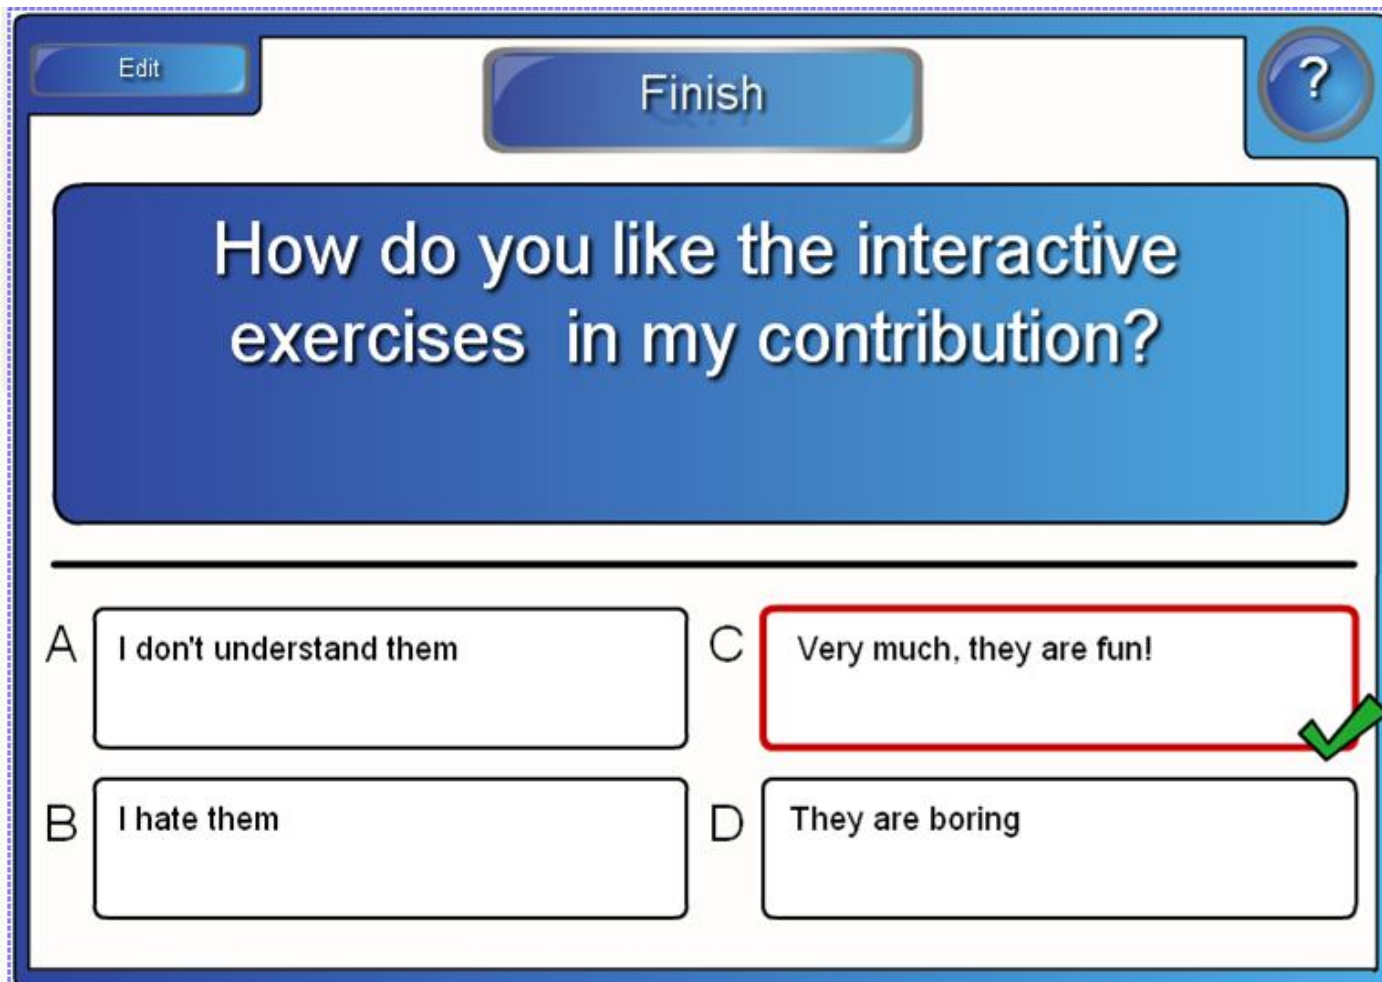 Edit
Finish
?
How do you like the interactive
exercises  in my contribution?
A
I don't understand them
C
Very much, they are fun!
B
I hate them
D
They are boring